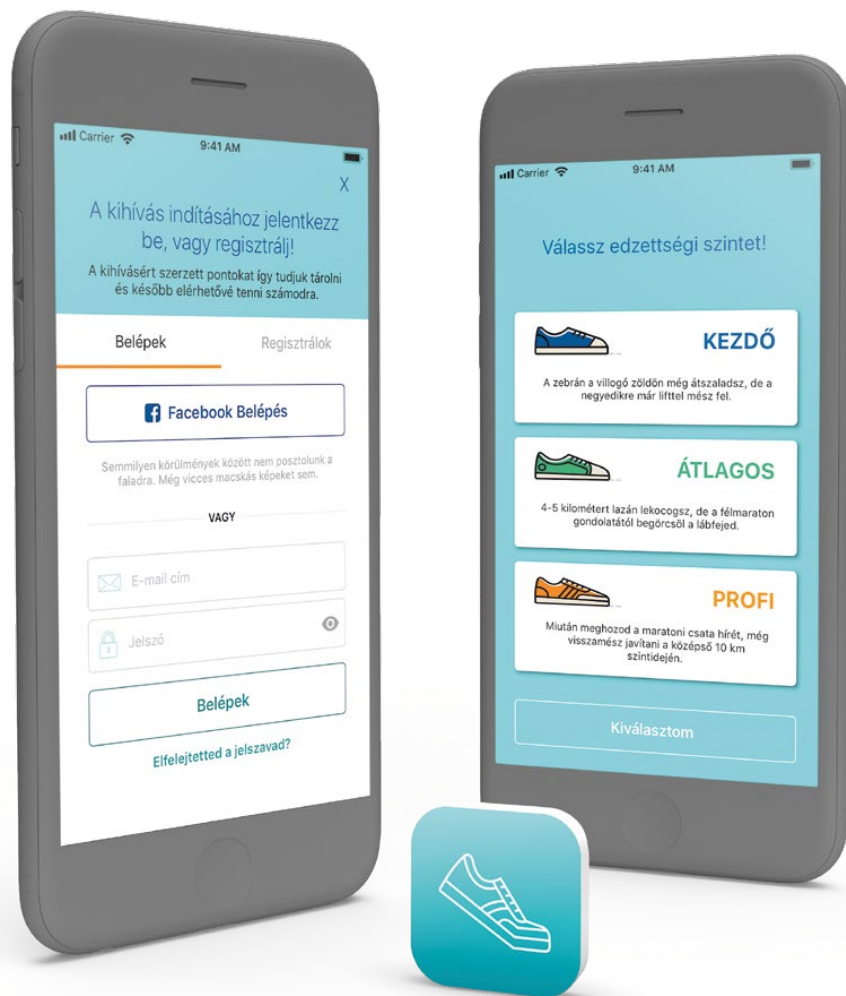 Carrier
9:41 AM
X
A kihívás indításához jelentkezz
be, vagy regisztrálj!
A kihívásért szerzett pontokat így tudjuk tárolni
és később elérhetővé tenni számodra.
Belépek
Regisztrálok
Facebook Belépés
Semmilyen körülmények között nem posztolunk a
faladra. Még vicces macskás képeket sem.
VAGY
E-mail cím
Jelszó
Belépek
Elfelejtetted a jelszavad?
Carrier
9:41 AM
Válassz edzettségi szintet!
KEZDŐ
A zebrán a villogó zöldön még átszaladsz, de a
negyedikre már lifttel mész fel.
ÁTLAGOS
4-5 kilométert lazán lekocogsz, de a félmaraton
gondolatától begörcsöl a lábfejed.
PROFI
Miután meghozod a maratoni csata hírét, még
visszamész javítani a középső 10 km
szintidején.
Kiválasztom